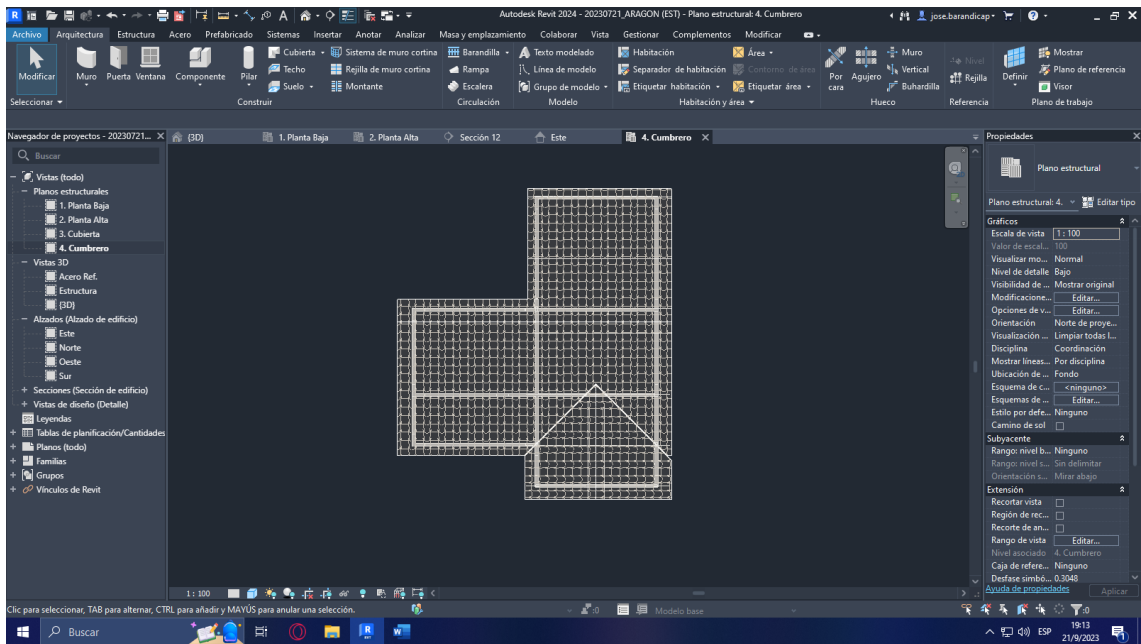 Autodesk Revit 2024 - 20230721_ARAGON (EST) - Plano estructural: 4. Cumbrero
jose.barandicap*
Archivo Arquitectura Estructura Acero Prefabricado Sistemas Insertar Anotar Analizar Masa y emplazamiento Colaborar Vista Gestionar Complementos Modificar
Modificar Muro Puerta Ventana Componente Pilar
Cubierta Sistema de muro cortina Barandilla Texto modelado Habitación Área Muro Nivel Mostrar
Techo Rejilla de muro cortina Rampa Línea de modelo Separador de habitación Contorno de área Por cara Agujero Vertical Rejilla Definir Plano de referencia
Suelo Montante Escalera Grupo de modelo Etiquetar habitación Etiquetar área Buhardilla Visor
Seleccionar Construir Circulación Modelo Habitación y área Hueco Referencia Plano de trabajo
Navegador de proyectos - 20230721... X
{3D} 1. Planta Baja 2. Planta Alta Sección 12 Este 4. Cumbrero X
Buscar
Vistas (todo)
Planos estructurales
1. Planta Baja
2. Planta Alta
3. Cubierta
4. Cumbrero
Vistas 3D
Acero Ref.
Estructura
{3D}
Alzados (Alzado de edificio)
Este
Norte
Oeste
Sur
Secciones (Sección de edificio)
Vistas de diseño (Detalle)
Leyendas
Tablas de planificación/Cantidades
Planos (todo)
Familias
Grupos
Vínculos de Revit
Propiedades X
Plano estructural
Plano estructural: 4. Editar tipo
Gráficos
Escala de vista 1 : 100
Valor de escal... 100
Visualizar mo... Normal
Nivel de detalle Bajo
Visibilidad de ... Mostrar original
Modificacione... Editar...
Opciones de v... Editar...
Orientación Norte de proye...
Visualización ... Limpiar todas l...
Disciplina Coordinación
Mostrar líneas... Por disciplina
Ubicación de ... Fondo
Esquema de c... <ninguno>
Esquemas de ... Editar...
Estilo por defe... Ninguno
Camino de sol
Subyacente
Rango: nivel b... Ninguno
Rango: nivel s... Sin delimitar
Orientación s... Mirar abajo
Extensión
Recortar vista
Región de rec...
Recorte de an...
Rango de vista Editar...
Nivel asociado 4. Cumbrero
Caja de refere... Ninguno
Desfase simbó... 0.3048
Ayuda de propiedades Aplicar
1 : 100
Clic para seleccionar, TAB para alternar, CTRL para añadir y MAYÚS para anular una selección.
:0 Modelo base :0
Buscar
ESP
19:13
21/9/2023